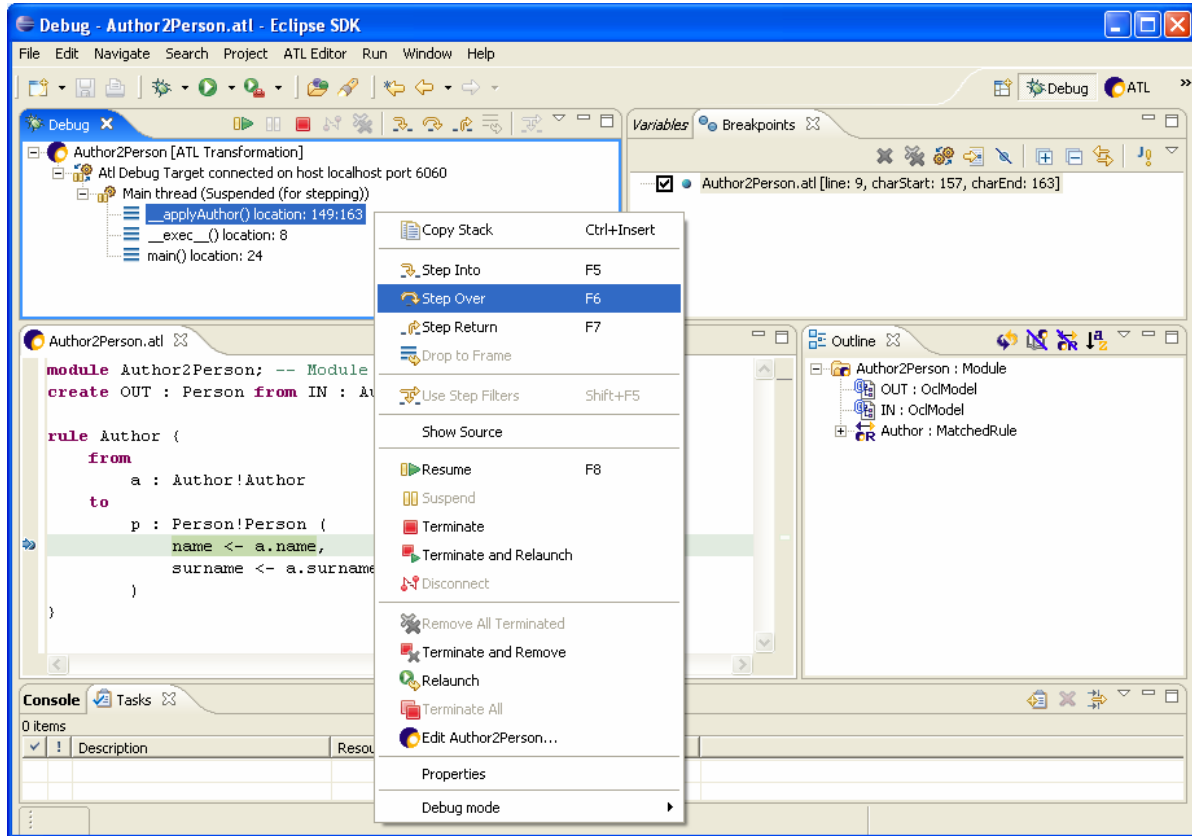 Debug - Author2Person.atl - Eclipse SDK
File Edit Navigate Search Project ATL Editor Run Window Help
Debug ATL »
Debug
Author2Person [ATL Transformation]
Atl Debug Target connected on host localhost port 6060
Main thread (Suspended (for stepping))
__applyAuthor() location: 149:163
__exec__() location: 8
main() location: 24
Variables Breakpoints
Author2Person.atl [line: 9, charStart: 157, charEnd: 163]
Copy Stack Ctrl+Insert
Step Into F5
Step Over F6
Step Return F7
Drop to Frame
Use Step Filters Shift+F5
Show Source
Resume F8
Suspend
Terminate
Terminate and Relaunch
Disconnect
Remove All Terminated
Terminate and Remove
Relaunch
Terminate All
Edit Author2Person...
Properties
Debug mode
Author2Person.atl
module Author2Person; -- Module
create OUT : Person from IN : Au
rule Author {
from
a : Author!Author
to
p : Person!Person (
name <- a.name,
surname <- a.surname
)
}
Outline
Author2Person : Module
OUT : OclModel
IN : OclModel
Author : MatchedRule
Console Tasks
0 items
! Description Resou